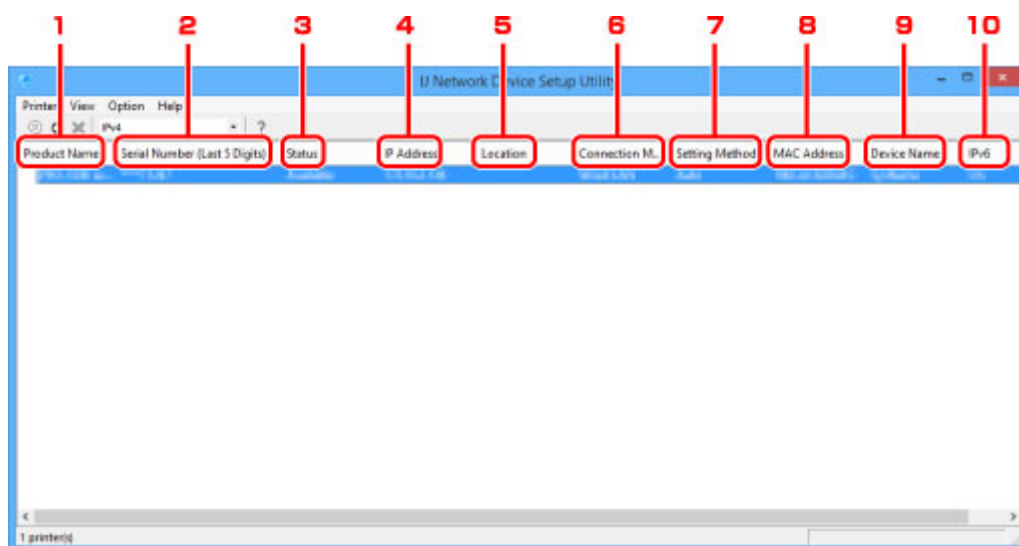 1 2 3 4 5 6 7 8 9 10
IJ Network Device Setup Utility
Printer View Option Help
IPv4 ?
Product Name Serial Number (Last 5 Digits) Status IP Address Location Connection M... Setting Method MAC Address Device Name IPv6
1 printer(s)